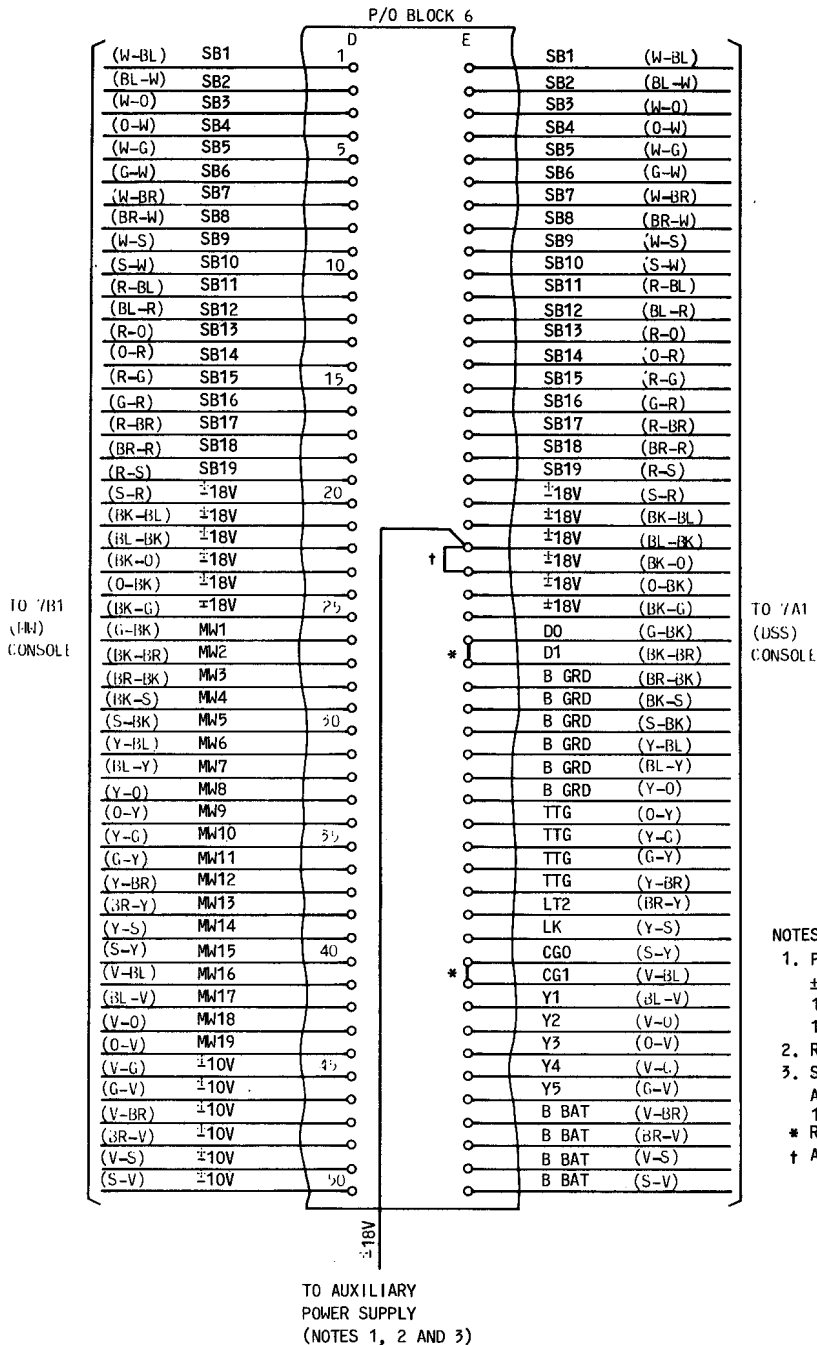 P/O BLOCK 6
D E
(W-BL) SB1 1 SB1 (W-BL)
(BL-W) SB2 SB2 (BL-W)
(W-O) SB3 SB3 (W-O)
(O-W) SB4 SB4 (O-W)
(W-G) SB5 5 SB5 (W-G)
(G-W) SB6 SB6 (G-W)
(W-BR) SB7 SB7 (W-BR)
(BR-W) SB8 SB8 (BR-W)
(W-S) SB9 SB9 (W-S)
(S-W) SB10 10 SB10 (S-W)
(R-BL) SB11 SB11 (R-BL)
(BL-R) SB12 SB12 (BL-R)
(R-O) SB13 SB13 (R-O)
(O-R) SB14 SB14 (O-R)
(R-G) SB15 15 SB15 (R-G)
(G-R) SB16 SB16 (G-R)
(R-BR) SB17 SB17 (R-BR)
(BR-R) SB18 SB18 (BR-R)
(R-S) SB19 SB19 (R-S)
(S-R) ±18V 20 ±18V (S-R)
(BK-BL) ±18V ±18V (BK-BL)
(BL-BK) ±18V ±18V (BL-BK)
(BK-O) ±18V † ±18V (BK-O)
(O-BK) ±18V ±18V (O-BK)
(BK-G) ±18V 25 ±18V (BK-G)
(G-BK) MW1 D0 (G-BK)
(BK-BR) MW2 * D1 (BK-BR)
(BR-BK) MW3 B GRD (BR-BK)
(BK-S) MW4 B GRD (BK-S)
(S-BK) MW5 30 B GRD (S-BK)
(Y-BL) MW6 B GRD (Y-BL)
(BL-Y) MW7 B GRD (BL-Y)
(Y-O) MW8 B GRD (Y-O)
(O-Y) MW9 TTG (O-Y)
(Y-G) MW10 35 TTG (Y-G)
(G-Y) MW11 TTG (G-Y)
(Y-BR) MW12 TTG (Y-BR)
(BR-Y) MW13 LT2 (BR-Y)
(Y-S) MW14 LK (Y-S)
(S-Y) MW15 40 CG0 (S-Y)
(V-BL) MW16 * CG1 (V-BL)
(BL-V) MW17 Y1 (BL-V)
(V-O) MW18 Y2 (V-O)
(O-V) MW19 Y3 (O-V)
(V-G) ±10V 45 Y4 (V-G)
(G-V) ±10V Y5 (G-V)
(V-BR) ±10V B BAT (V-BR)
(BR-V) ±10V B BAT (BR-V)
(V-S) ±10V B BAT (V-S)
(S-V) ±10V 50 B BAT (S-V)
TO 7B1
(MW)
CONSOLE
TO 7A1
(DSS)
CONSOLE
±18V
TO AUXILIARY
POWER SUPPLY
(NOTES 1, 2 AND 3)
NOTES
1. P
±
1
1
2. R
3. S
A
1
* R
† A